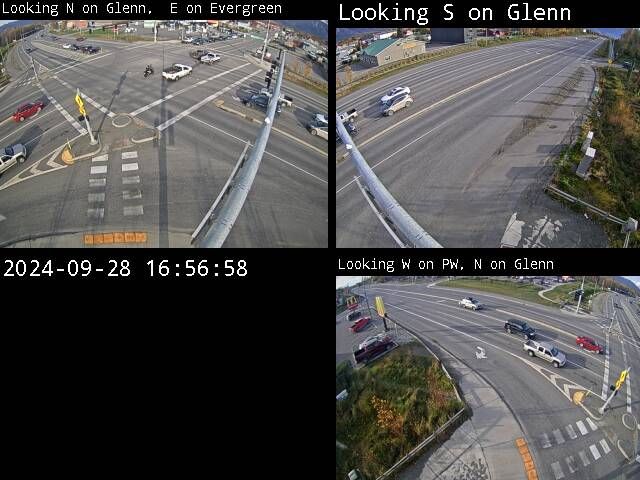 Looking N on Glenn,  E on Evergreen
Looking S on Glenn
2024-09-28 16:56:58
Looking W on PW, N on Glenn